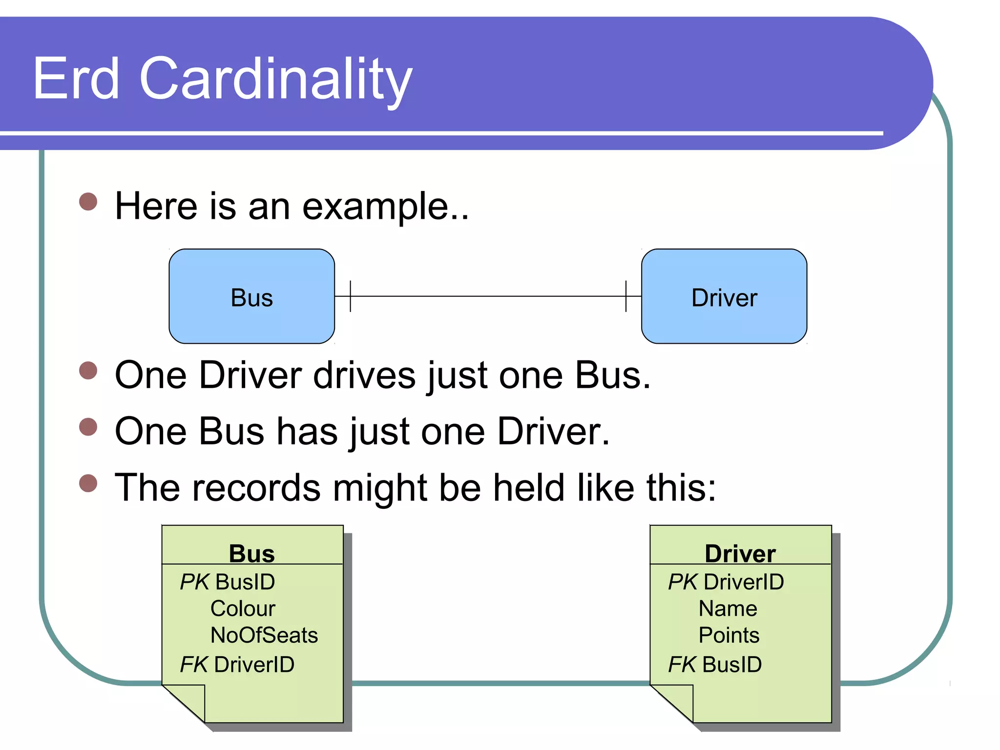 Erd Cardinality
Here is an example..
Bus
Driver
One Driver drives just one Bus.
One Bus has just one Driver.
The records might be held like this:
Bus
PK BusID
Colour
NoOfSeats
FK DriverID
Driver
PK DriverID
Name
Points
FK BusID